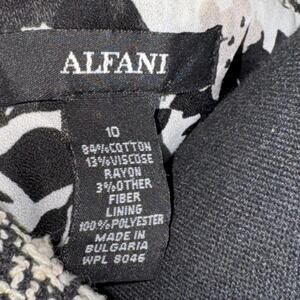 ALFANI
10
84%COTTON
13%VISCOSE
RAYON
3%OTHER
FIBER
LINING
100%POLYESTER
MADE IN
BULGARIA
WPL 8046